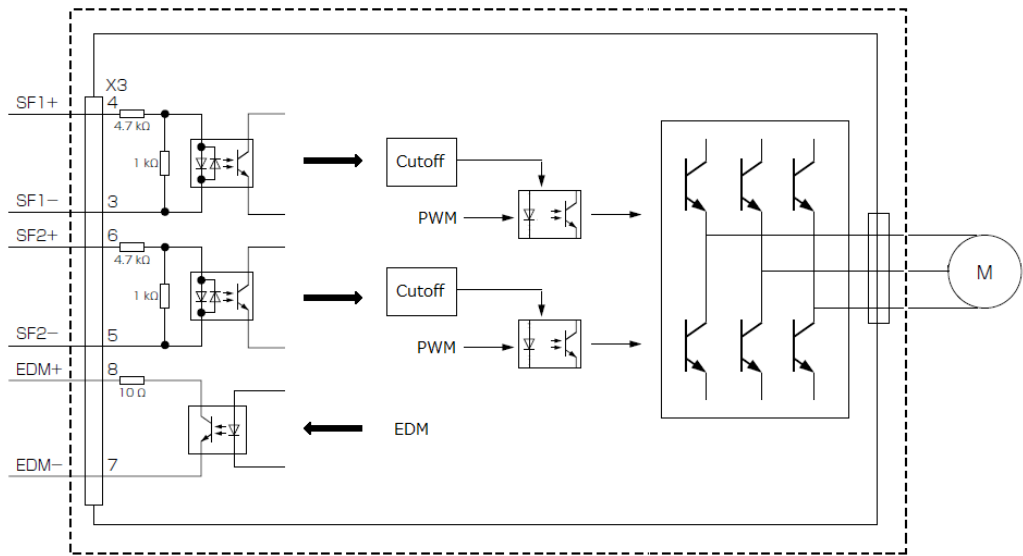 X3
SF1+
4
4.7 kΩ
1 kΩ
SF1−
3
SF2+
6
4.7 kΩ
1 kΩ
SF2−
5
EDM+
8
10 Ω
EDM−
7
Cutoff
PWM
Cutoff
PWM
EDM
M